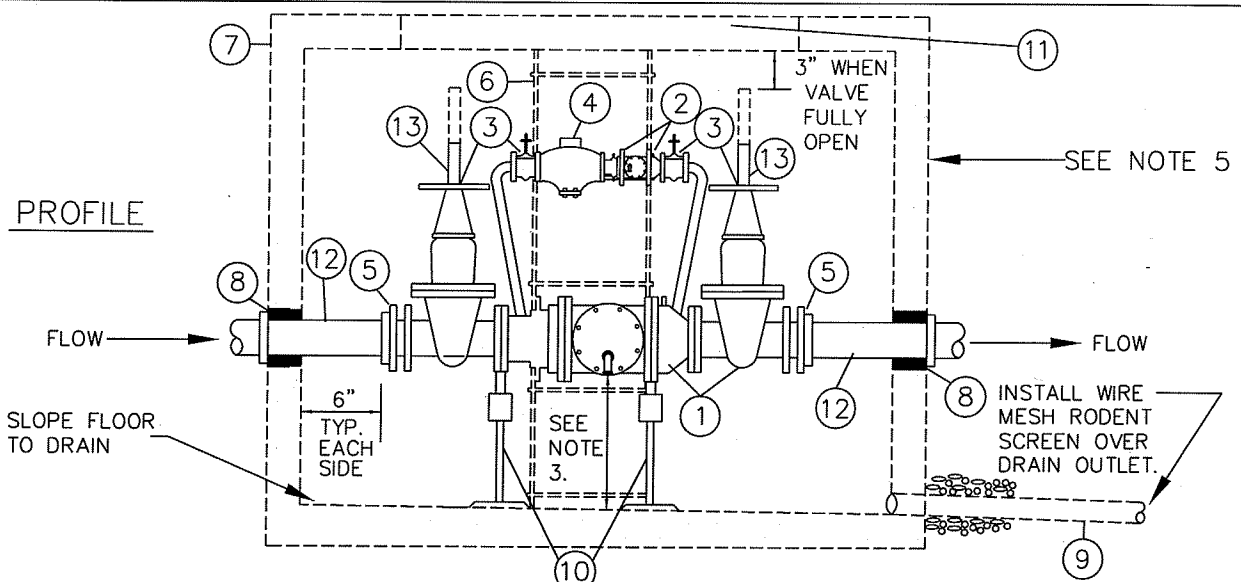 7
11
3" WHEN
VALVE
FULLY
OPEN
6
4
2
3
13
3
13
SEE NOTE 5
PROFILE
12
5
5
8
FLOW
FLOW
6"
TYP.
EACH
SIDE
SEE
NOTE
3.
1
12
8
INSTALL WIRE
MESH RODENT
SCREEN OVER
DRAIN OUTLET.
SLOPE FLOOR
TO DRAIN
10
9